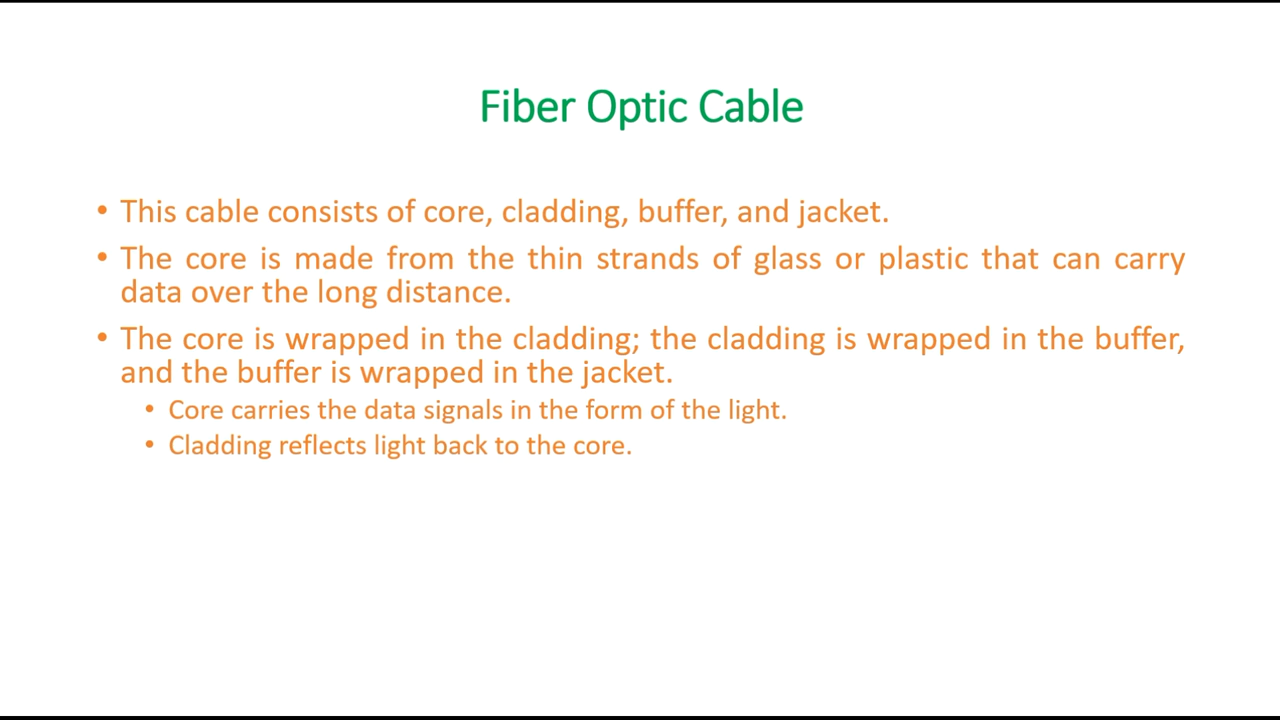 Fiber Optic Cable
• This cable consists of core, cladding, buffer, and jacket.
• The core is made from the thin strands of glass or plastic that can carry
data over the long distance.
• The core is wrapped in the cladding; the cladding is wrapped in the buffer,
and the buffer is wrapped in the jacket.
• Core carries the data signals in the form of the light.
• Cladding reflects light back to the core.